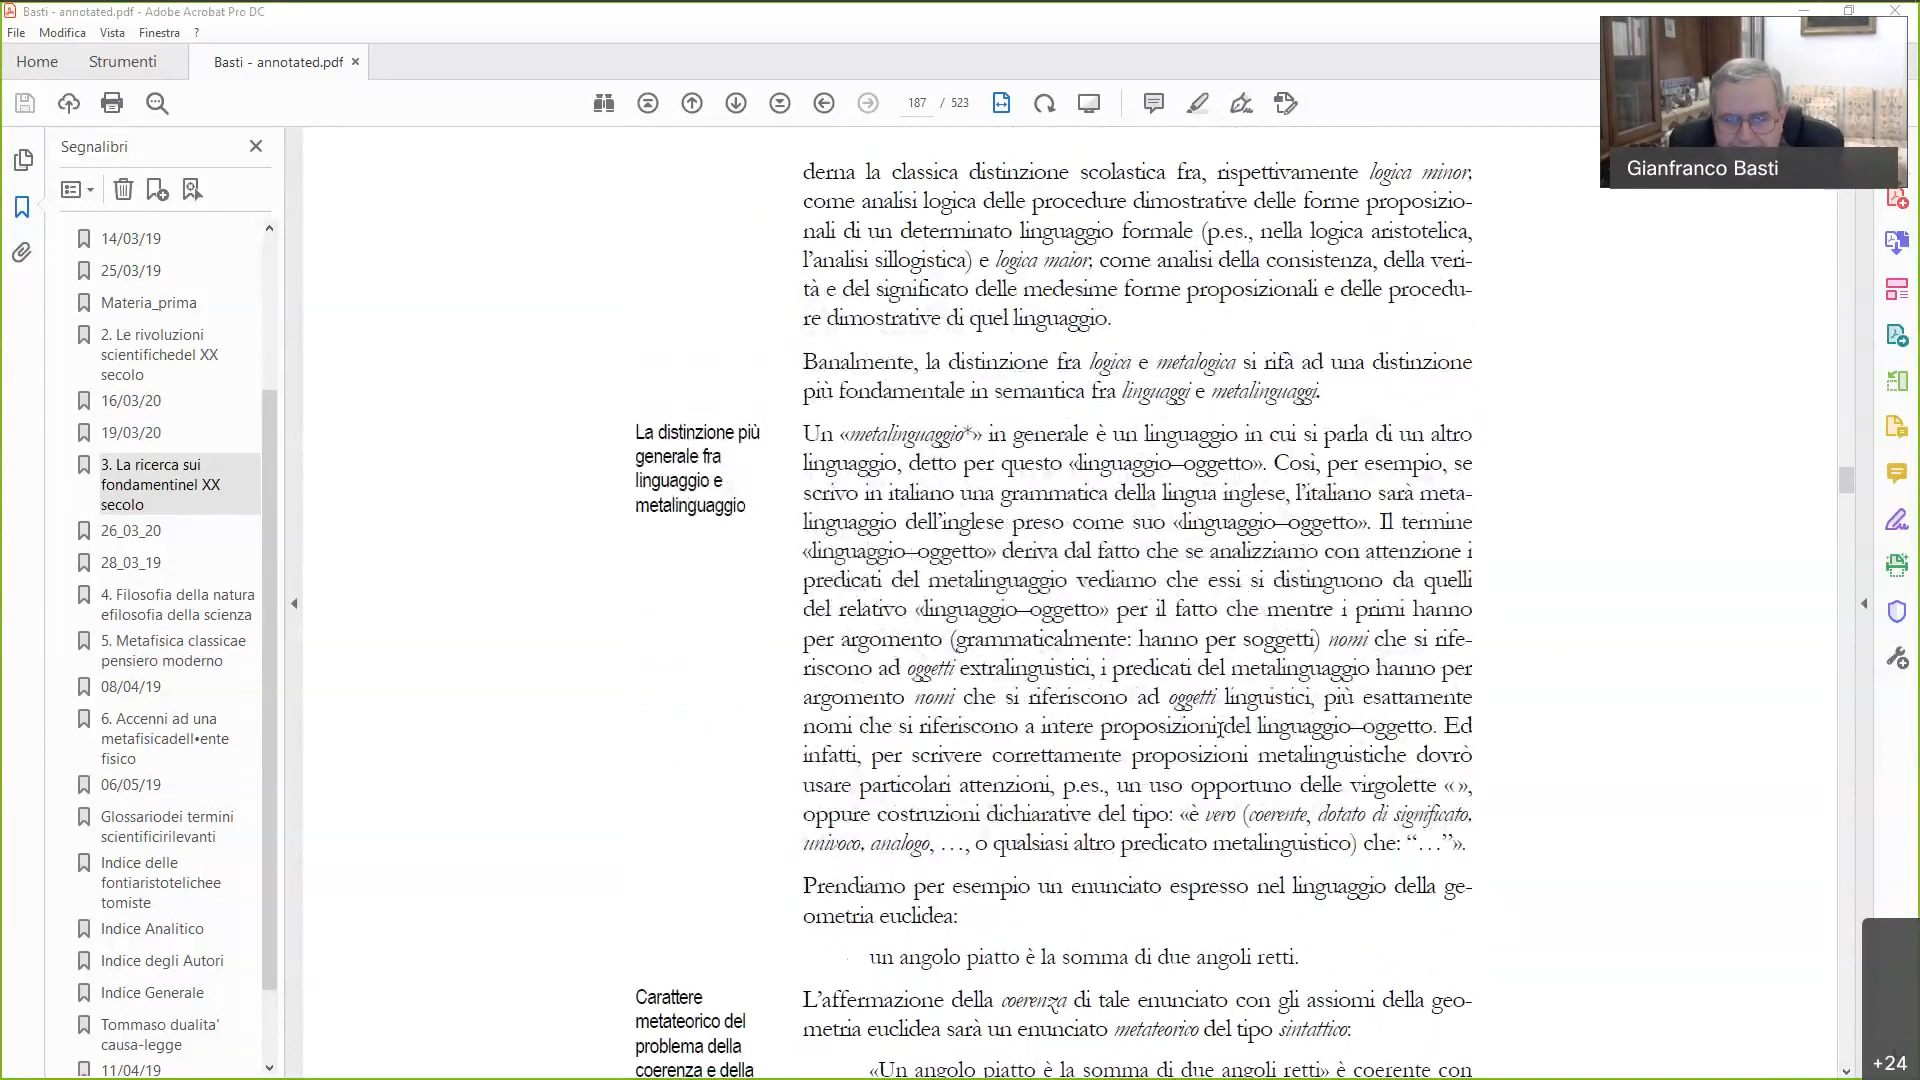 Basti - annotated.pdf - Adobe Acrobat Pro DC
File Modifica Vista Finestra ?
Home Strumenti Basti - annotated.pdf ×
187 / 523
Segnalibri
14/03/19
25/03/19
Materia_prima
2. Le rivoluzioni
scientifichedel XX
secolo
16/03/20
19/03/20
3. La ricerca sui
fondamentinel XX
secolo
26_03_20
28_03_19
4. Filosofia della natura
efilosofia della scienza
5. Metafisica classicae
pensiero moderno
08/04/19
6. Accenni ad una
metafisicadell•ente
fisico
06/05/19
Glossariodei termini
scientificirilevanti
Indice delle
fontiaristotelichee
tomiste
Indice Analitico
Indice degli Autori
Indice Generale
Tommaso dualita'
causa-legge
11/04/19
derna la classica distinzione scolastica fra, rispettivamente logica minor,
come analisi logica delle procedure dimostrative delle forme proposizio-
nali di un determinato linguaggio formale (p.es., nella logica aristotelica,
l'analisi sillogistica) e logica maior, come analisi della consistenza, della veri-
tà e del significato delle medesime forme proposizionali e delle procedu-
re dimostrative di quel linguaggio.
Banalmente, la distinzione fra logica e metalogica si rifà ad una distinzione
più fondamentale in semantica fra linguaggi e metalinguaggi.
La distinzione più
generale fra
linguaggio e
metalinguaggio
Un «metalinguaggio*» in generale è un linguaggio in cui si parla di un altro
linguaggio, detto per questo «linguaggio–oggetto». Così, per esempio, se
scrivo in italiano una grammatica della lingua inglese, l'italiano sarà meta-
linguaggio dell'inglese preso come suo «linguaggio–oggetto». Il termine
«linguaggio–oggetto» deriva dal fatto che se analizziamo con attenzione i
predicati del metalinguaggio vediamo che essi si distinguono da quelli
del relativo «linguaggio–oggetto» per il fatto che mentre i primi hanno
per argomento (grammaticalmente: hanno per soggetti) nomi che si rife-
riscono ad oggetti extralinguistici, i predicati del metalinguaggio hanno per
argomento nomi che si riferiscono ad oggetti linguistici, più esattamente
nomi che si riferiscono a intere proposizioni del linguaggio–oggetto. Ed
infatti, per scrivere correttamente proposizioni metalinguistiche dovrò
usare particolari attenzioni, p.es., un uso opportuno delle virgolette « »,
oppure costruzioni dichiarative del tipo: «è vero (coerente, dotato di significato,
univoco, analogo, …, o qualsiasi altro predicato metalinguistico) che: “…”».
Prendiamo per esempio un enunciato espresso nel linguaggio della ge-
ometria euclidea:
un angolo piatto è la somma di due angoli retti.
Carattere
metateorico del
problema della
coerenza e della
L'affermazione della coerenza di tale enunciato con gli assiomi della geo-
metria euclidea sarà un enunciato metateorico del tipo sintattico:
«Un angolo piatto è la somma di due angoli retti» è coerente con
Gianfranco Basti
+24